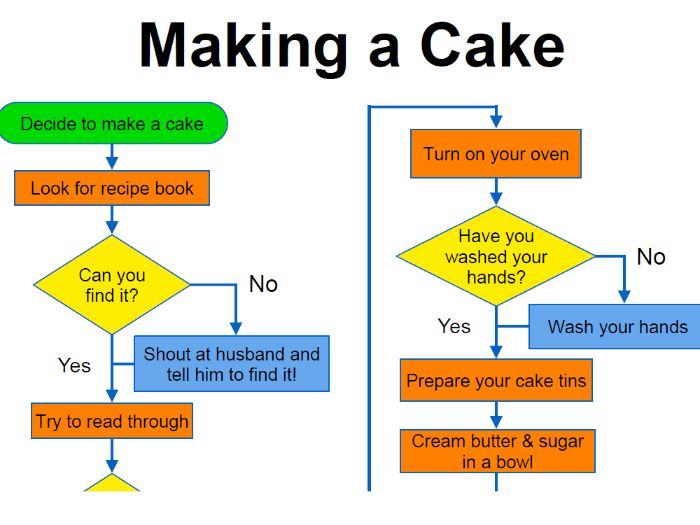 Making a Cake
Decide to make a cake
Look for recipe book
Can you
find it?
No
Yes
Shout at husband and
tell him to find it!
Try to read through
Turn on your oven
Have you
washed your
hands?
No
Yes
Wash your hands
Prepare your cake tins
Cream butter & sugar
in a bowl